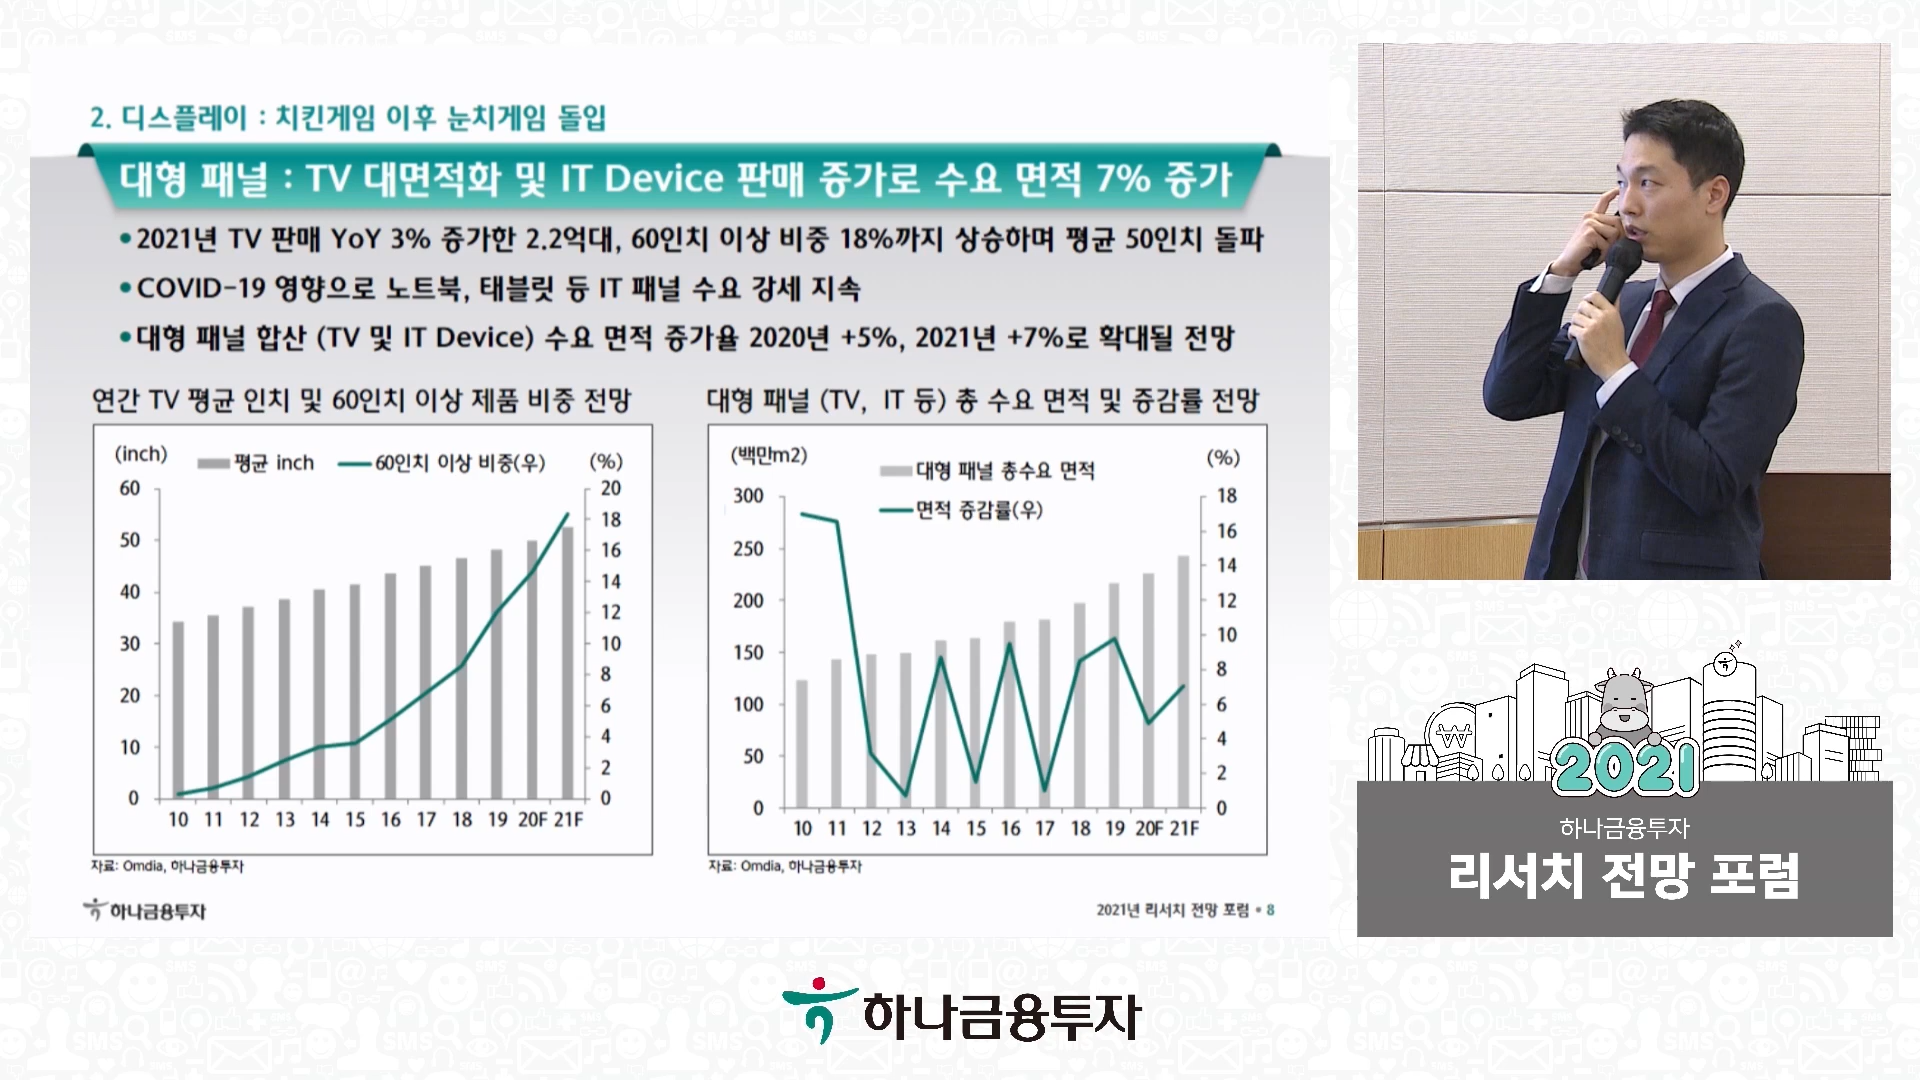 2. 디스플레이 : 치킨게임 이후 눈치게임 돌입
대형 패널 : TV 대면적화 및 IT Device 판매 증가로 수요 면적 7% 증가
•2021년 TV 판매 YoY 3% 증가한 2.2억대, 60인치 이상 비중 18%까지 상승하며 평균 50인치 돌파
•COVID-19 영향으로 노트북, 태블릿 등 IT 패널 수요 강세 지속
•대형 패널 합산 (TV 및 IT Device) 수요 면적 증가율 2020년 +5%, 2021년 +7%로 확대될 전망
연간 TV 평균 인치 및 60인치 이상 제품 비중 전망
(inch)
평균 inch
60인치 이상 비중(우)
(%)
60
50
40
30
20
10
0
20
18
16
14
12
10
8
6
4
2
0
10 11 12 13 14 15 16 17 18 19 20F 21F
자료: Omdia, 하나금융투자
대형 패널 (TV, IT 등) 총 수요 면적 및 증감률 전망
(백만m2)
대형 패널 총수요 면적
면적 증감률(우)
(%)
300
250
200
150
100
50
0
18
16
14
12
10
8
6
4
2
0
10 11 12 13 14 15 16 17 18 19 20F 21F
자료: Omdia, 하나금융투자
하나금융투자
2021년 리서치 전망 포럼 • 8
₩
2021
하나금융투자
리서치 전망 포럼
하나금융투자